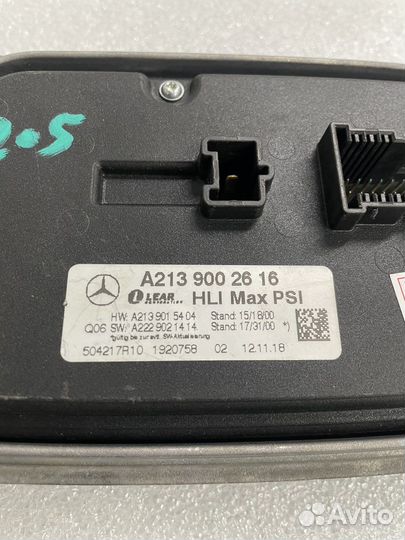 2.5
A213 900 26 16
LEAR HLI Max PSI
HW: A213 901 54 04 Stand: 15/18/00
Q06 SW: A222 902 14 14 Stand: 17/31/00 *)
*)gültig bis zur evtl. SW-Aktualisierung
504217R10 1920758 02 12.11.18
Avito